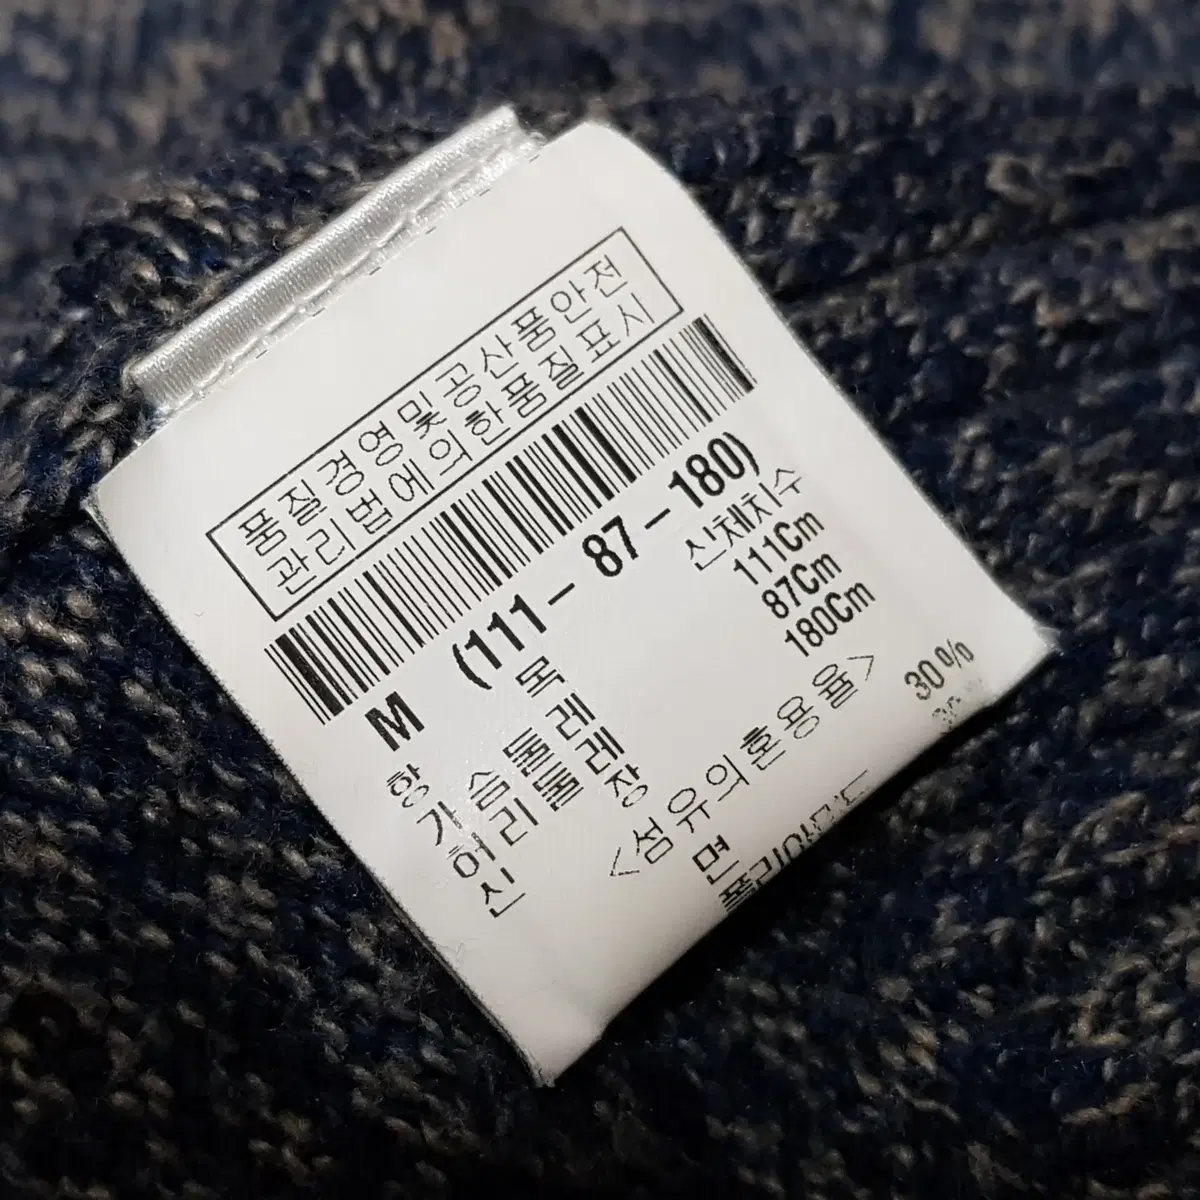 품질경영및공산품안전
관리법에의한품질표시
M (111-87-180)
항목 신체치수
가슴둘레 111Cm
허리둘레 87Cm
신장 180Cm
<섬유의혼용율>
면 30%